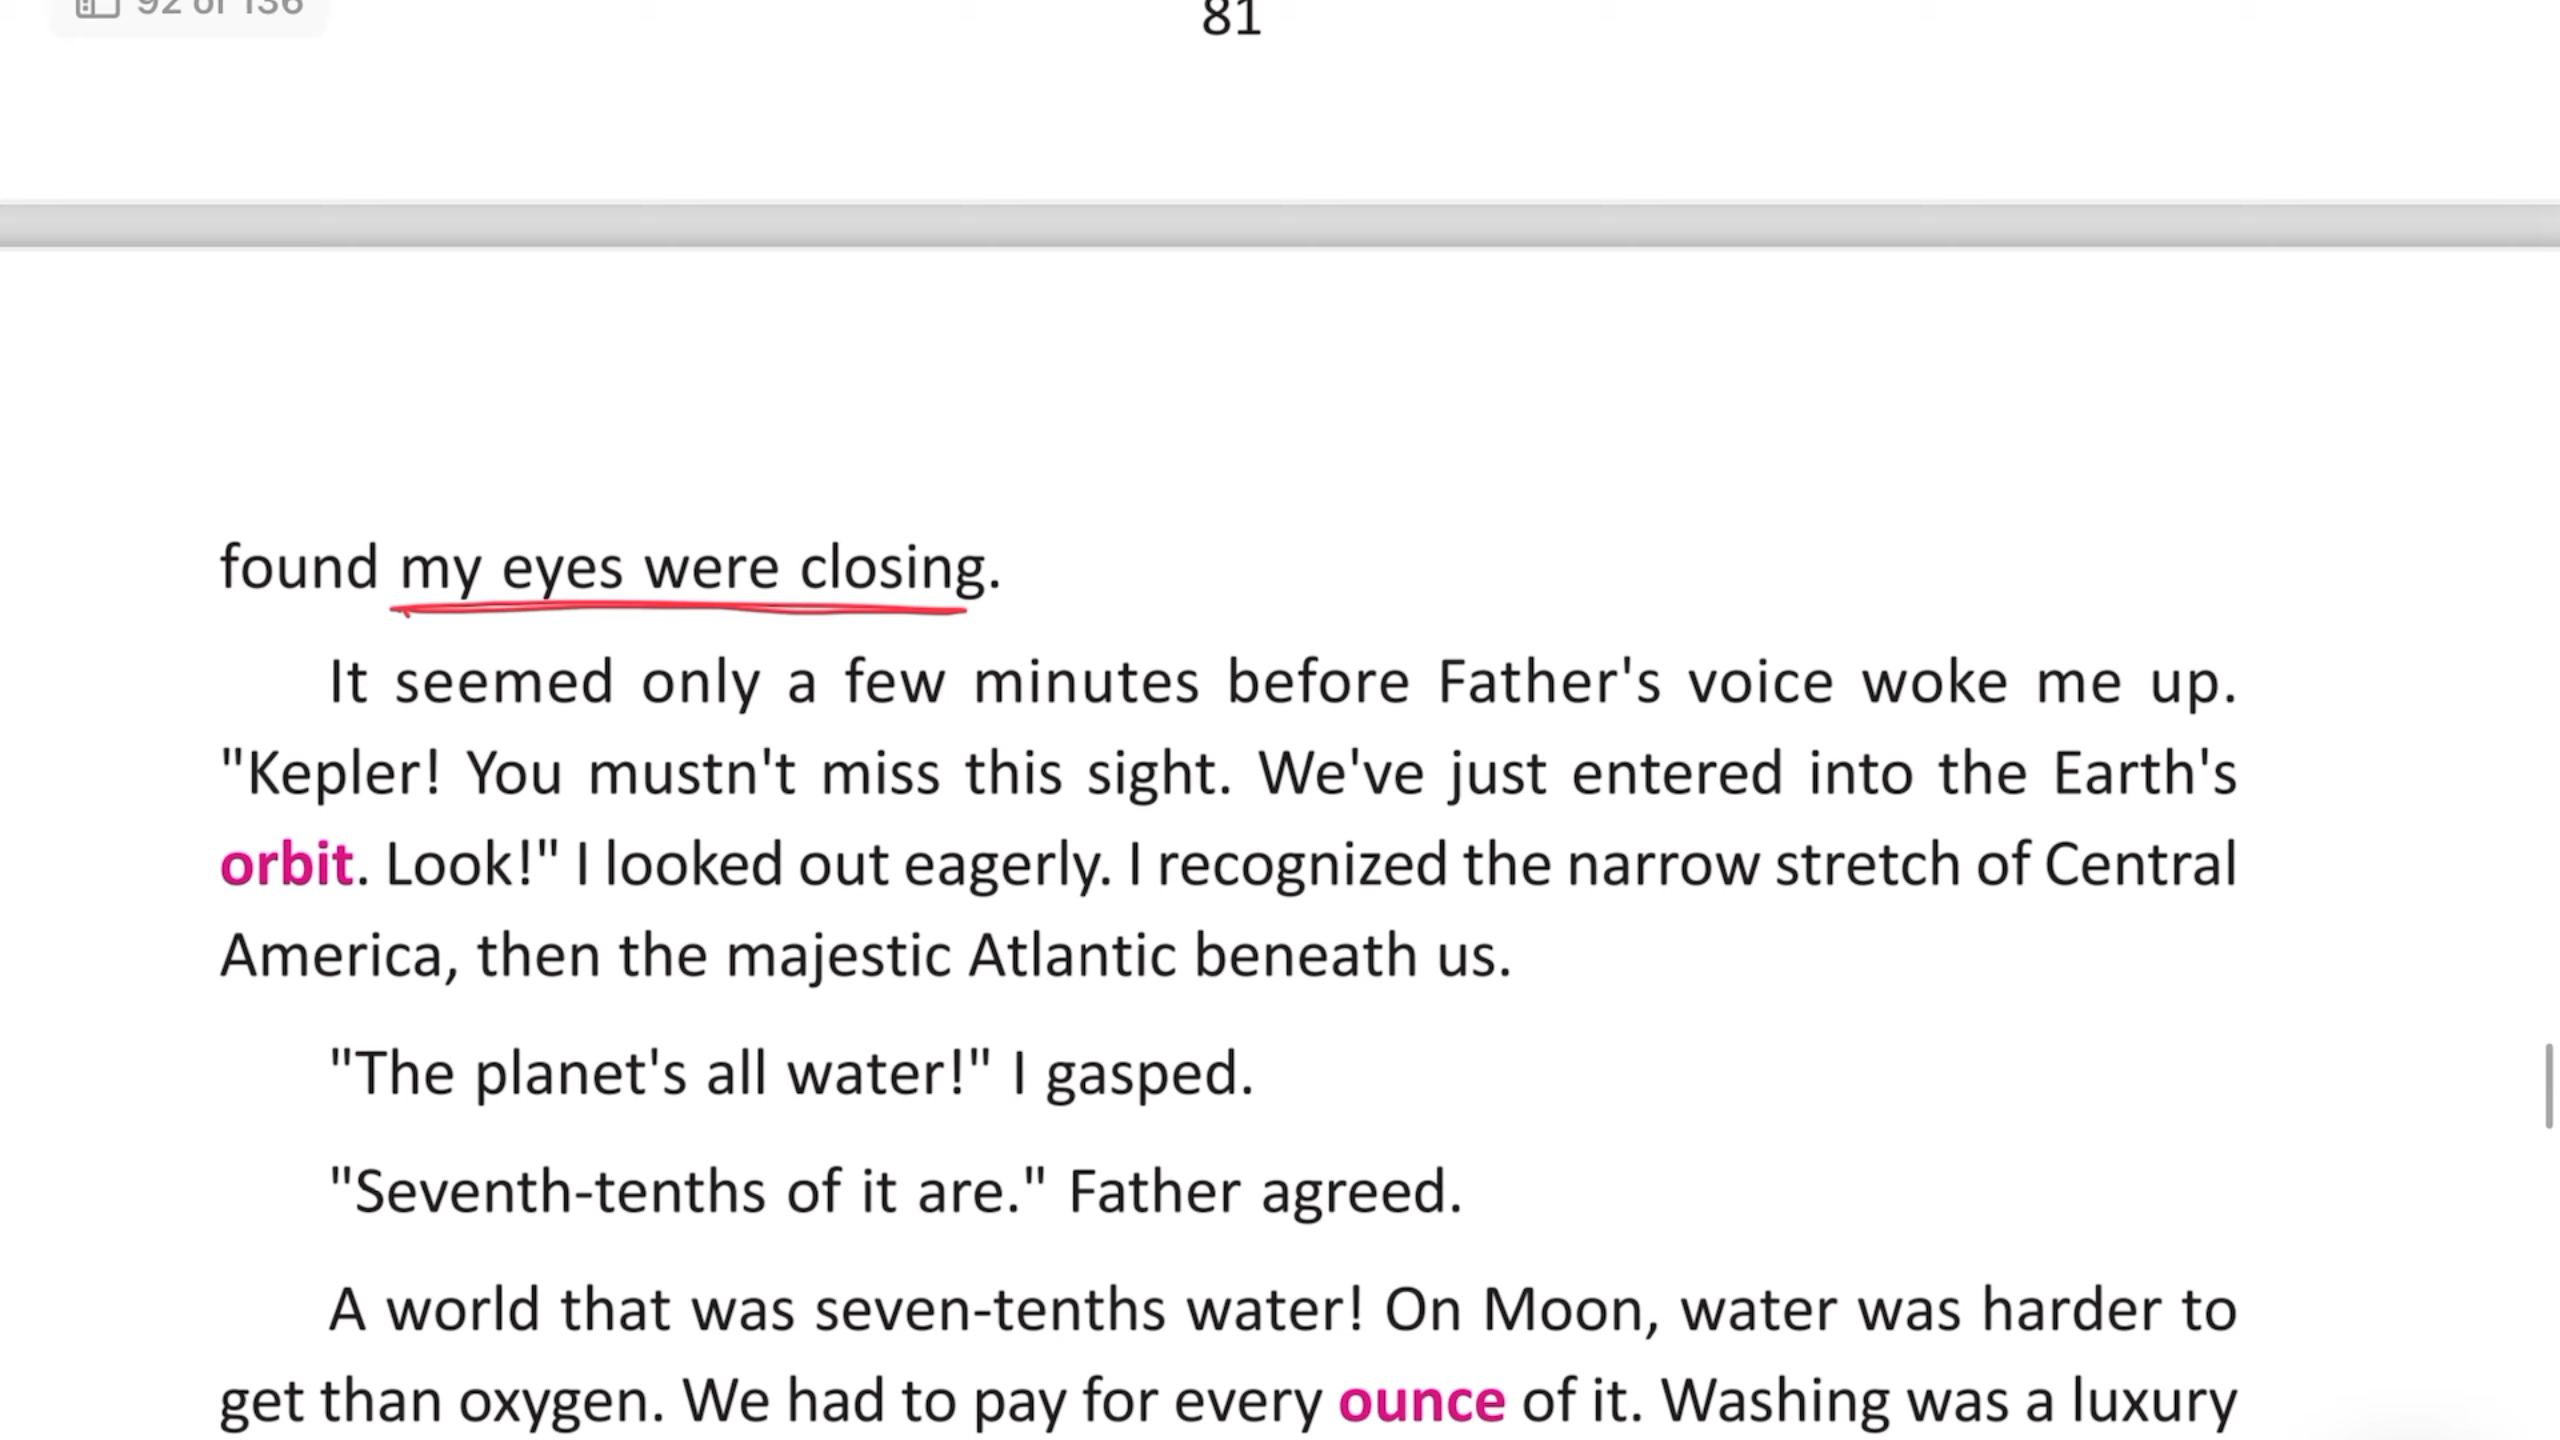 92 of 136
81
found my eyes were closing.
It seemed only a few minutes before Father's voice woke me up.
"Kepler! You mustn't miss this sight. We've just entered into the Earth's
orbit. Look!" I looked out eagerly. I recognized the narrow stretch of Central
America, then the majestic Atlantic beneath us.
"The planet's all water!" I gasped.
"Seventh-tenths of it are." Father agreed.
A world that was seven-tenths water! On Moon, water was harder to
get than oxygen. We had to pay for every ounce of it. Washing was a luxury